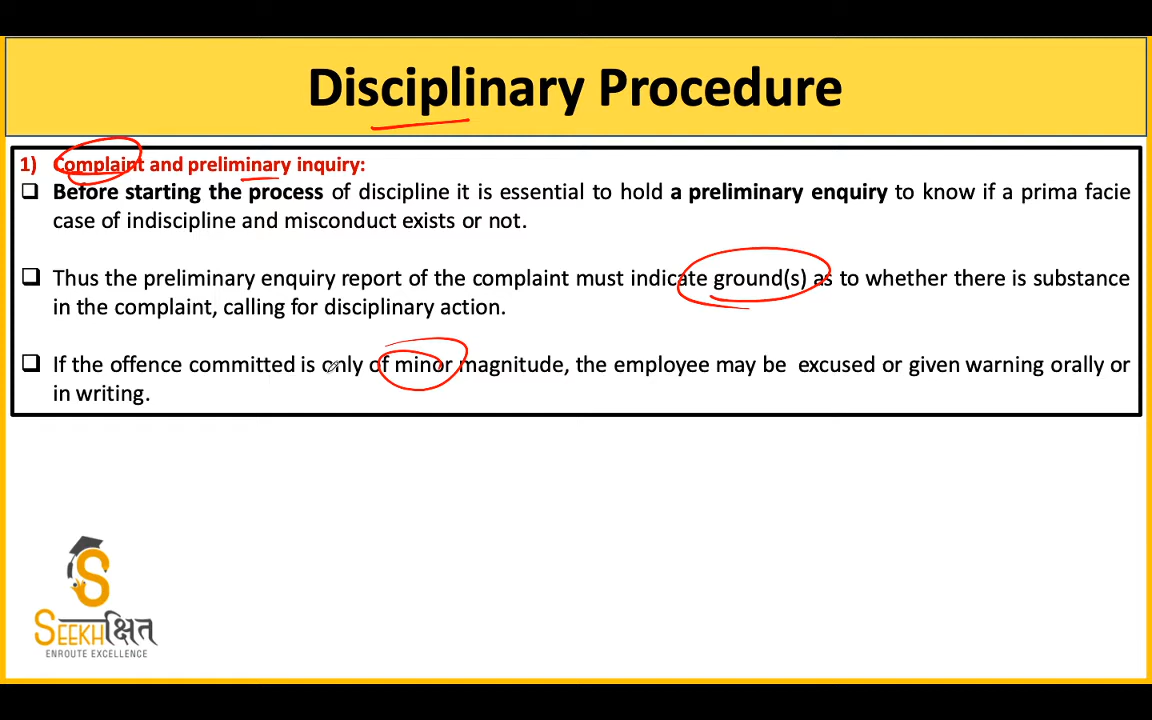 Disciplinary Procedure
1) Complaint and preliminary inquiry:
❑ Before starting the process of discipline it is essential to hold a preliminary enquiry to know if a prima facie
case of indiscipline and misconduct exists or not.
❑ Thus the preliminary enquiry report of the complaint must indicate ground(s) as to whether there is substance
in the complaint, calling for disciplinary action.
❑ If the offence committed is only of minor magnitude, the employee may be excused or given warning orally or
in writing.
S
SEEKHक्षित
ENROUTE EXCELLENCE